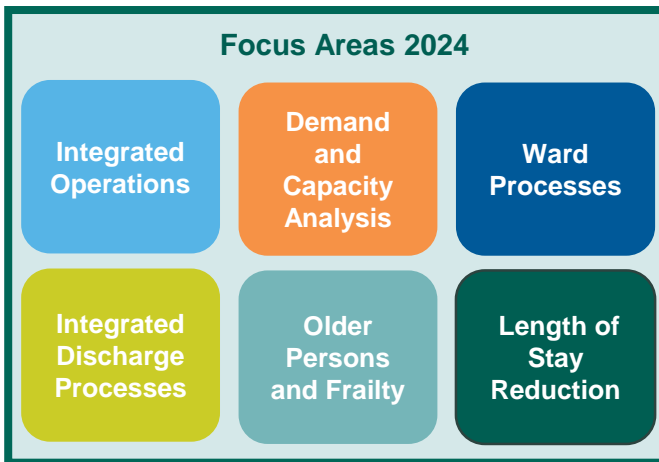 Focus Areas 2024
Integrated
Operations
Demand
and
Capacity
Analysis
Ward
Processes
Integrated
Discharge
Processes
Older
Persons
and Frailty
Length of
Stay
Reduction